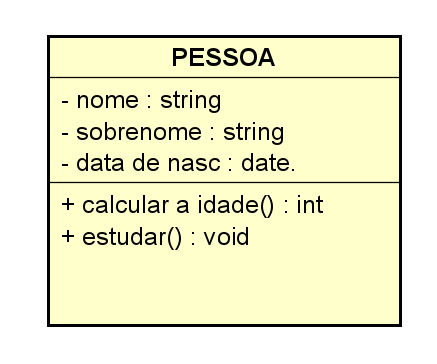 PESSOA
- nome : string
- sobrenome : string
- data de nasc : date.
+ calcular a idade() : int
+ estudar() : void